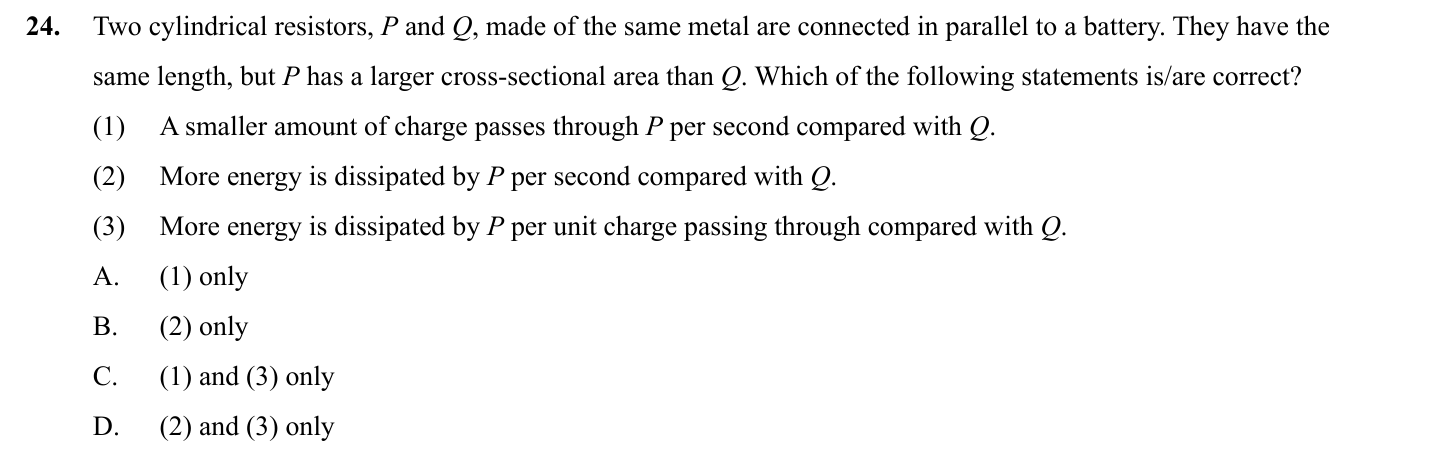 24. Two cylindrical resistors, P and Q, made of the same metal are connected in parallel to a battery. They have the
same length, but P has a larger cross-sectional area than Q. Which of the following statements is/are correct?
(1) A smaller amount of charge passes through P per second compared with Q.
(2) More energy is dissipated by P per second compared with Q.
(3) More energy is dissipated by P per unit charge passing through compared with Q.
A. (1) only
B. (2) only
C. (1) and (3) only
D. (2) and (3) only